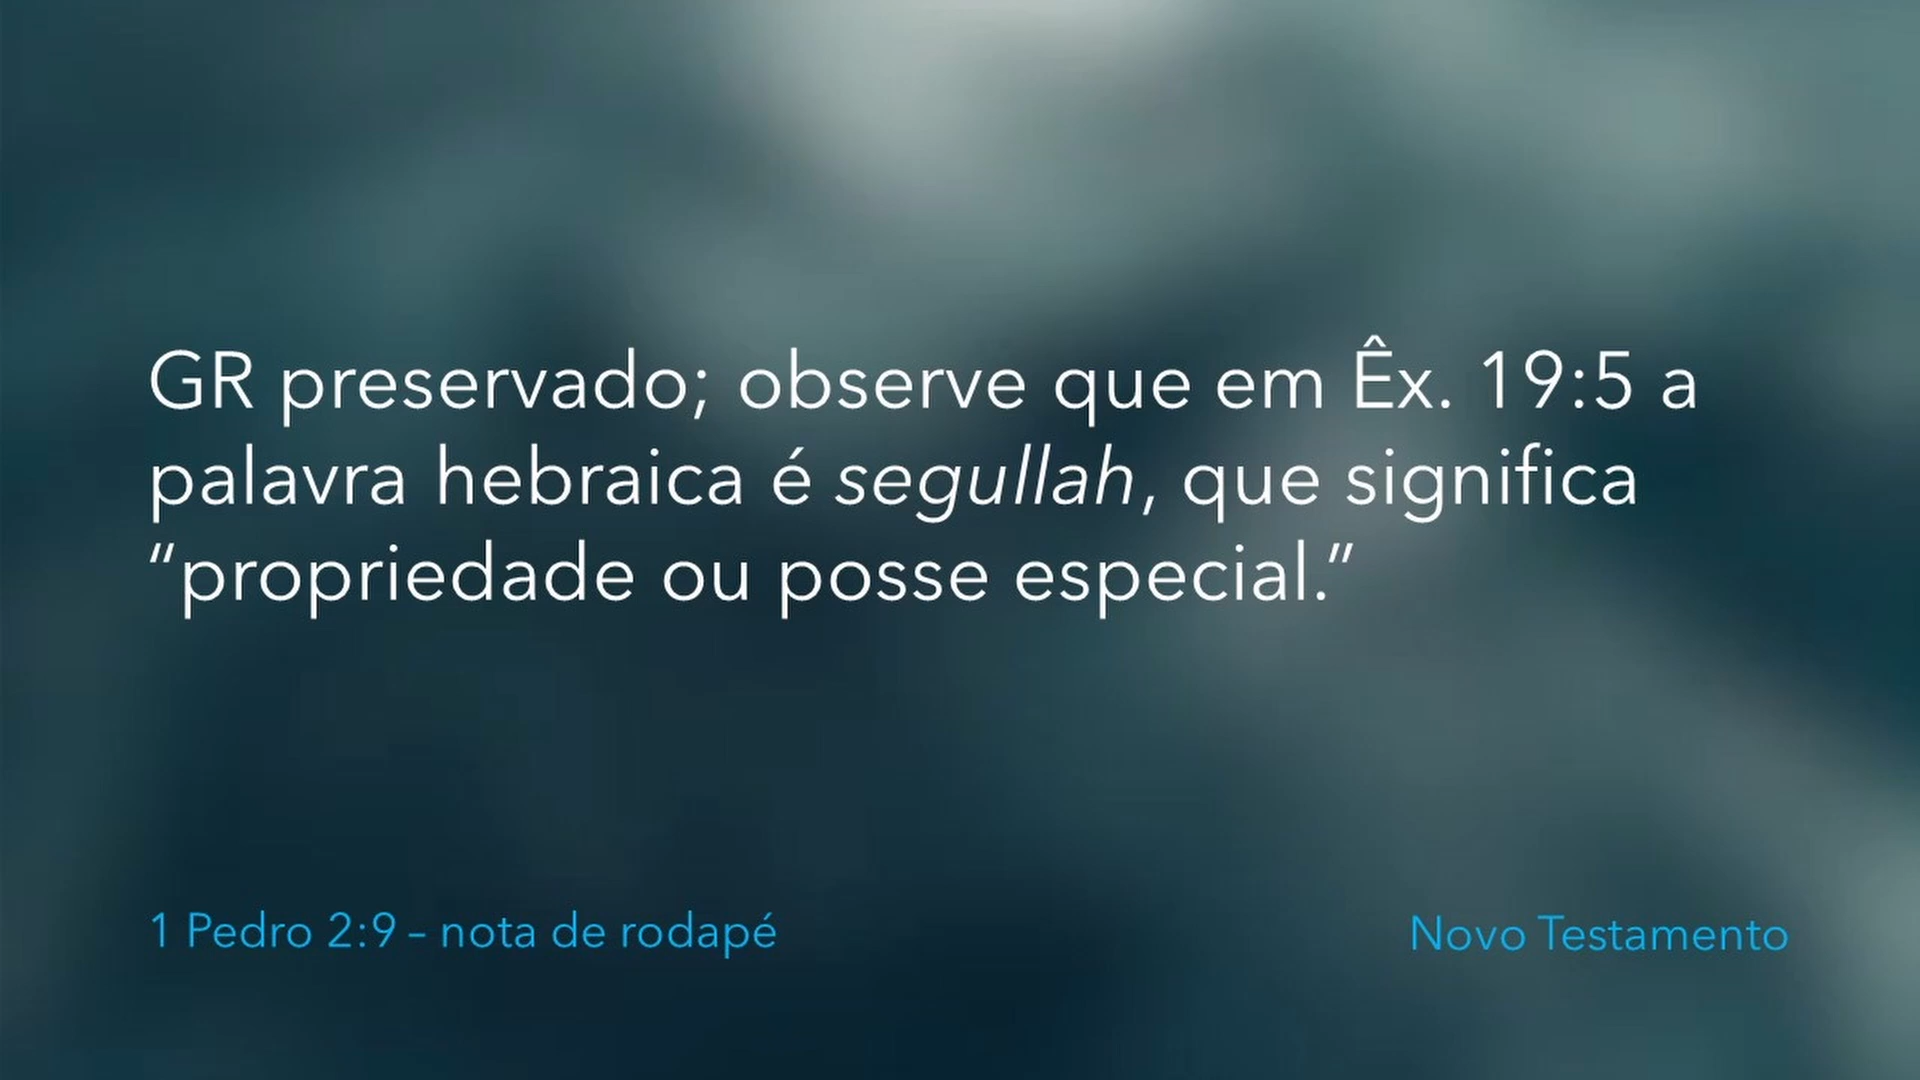 GR preservado; observe que em Êx. 19:5 a
palavra hebraica é segullah, que significa
“propriedade ou posse especial.”
1 Pedro 2:9 – nota de rodapé
Novo Testamento